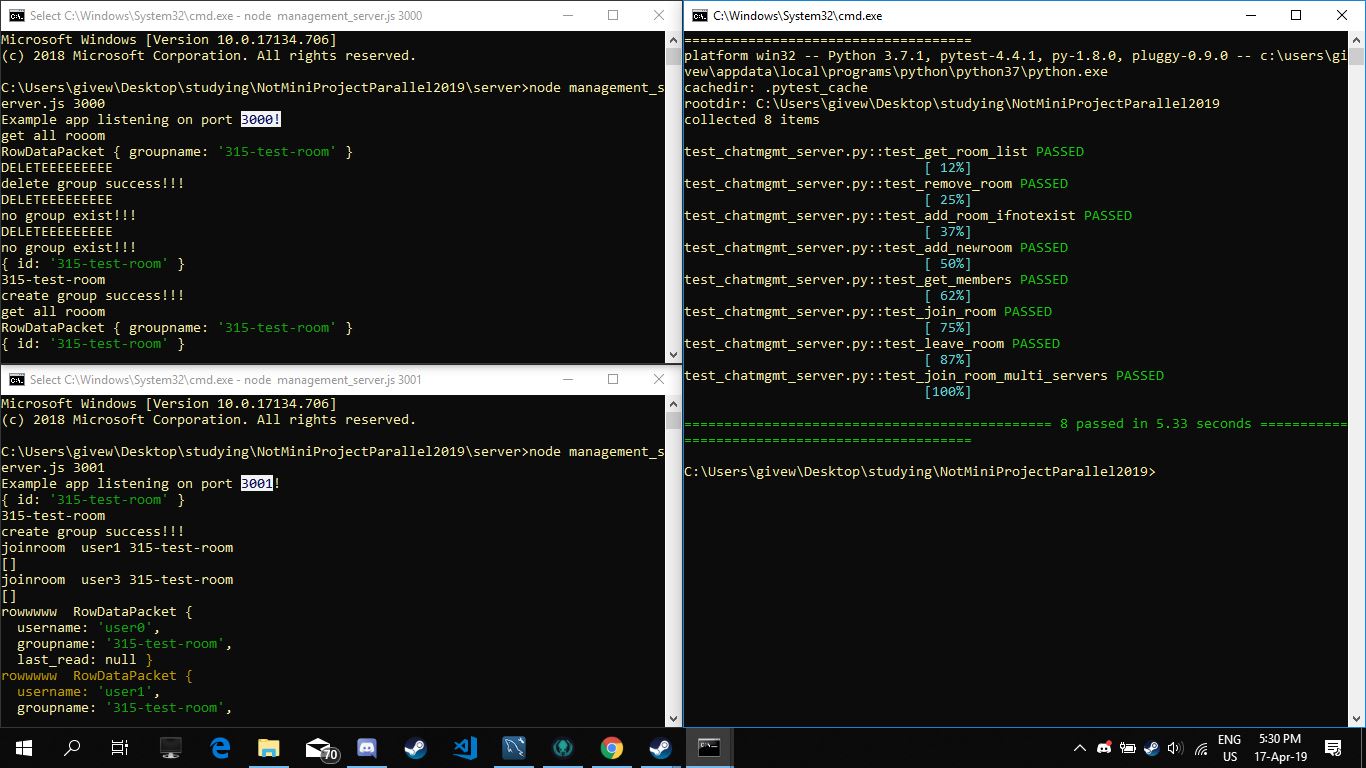 Select C:\Windows\System32\cmd.exe - node  management_server.js 3000
Microsoft Windows [Version 10.0.17134.706]
(c) 2018 Microsoft Corporation. All rights reserved.
C:\Users\givew\Desktop\studying\NotMiniProjectParallel2019\server>node management_s
erver.js 3000
Example app listening on port 3000!
get all rooom
RowDataPacket { groupname: '315-test-room' }
DELETEEEEEEEEE
delete group success!!!
DELETEEEEEEEEE
no group exist!!!
DELETEEEEEEEEE
no group exist!!!
{ id: '315-test-room' }
315-test-room
create group success!!!
get all rooom
RowDataPacket { groupname: '315-test-room' }
{ id: '315-test-room' }
Select C:\Windows\System32\cmd.exe - node  management_server.js 3001
Microsoft Windows [Version 10.0.17134.706]
(c) 2018 Microsoft Corporation. All rights reserved.
C:\Users\givew\Desktop\studying\NotMiniProjectParallel2019\server>node management_s
erver.js 3001
Example app listening on port 3001!
{ id: '315-test-room' }
315-test-room
create group success!!!
joinroom  user1 315-test-room
[]
joinroom  user3 315-test-room
[]
rowwwww  RowDataPacket {
  username: 'user0',
  groupname: '315-test-room',
  last_read: null }
rowwwww  RowDataPacket {
  username: 'user1',
  groupname: '315-test-room',
C:\Windows\System32\cmd.exe
====================================
platform win32 -- Python 3.7.1, pytest-4.4.1, py-1.8.0, pluggy-0.9.0 -- c:\users\gi
vew\appdata\local\programs\python\python37\python.exe
cachedir: .pytest_cache
rootdir: C:\Users\givew\Desktop\studying\NotMiniProjectParallel2019
collected 8 items
test_chatmgmt_server.py::test_get_room_list PASSED
[ 12%]
test_chatmgmt_server.py::test_remove_room PASSED
[ 25%]
test_chatmgmt_server.py::test_add_room_ifnotexist PASSED
[ 37%]
test_chatmgmt_server.py::test_add_newroom PASSED
[ 50%]
test_chatmgmt_server.py::test_get_members PASSED
[ 62%]
test_chatmgmt_server.py::test_join_room PASSED
[ 75%]
test_chatmgmt_server.py::test_leave_room PASSED
[ 87%]
test_chatmgmt_server.py::test_join_room_multi_servers PASSED
[100%]
============================================== 8 passed in 5.33 seconds ===========
====================================
C:\Users\givew\Desktop\studying\NotMiniProjectParallel2019>
70
ENG
US
5:30 PM
17-Apr-19